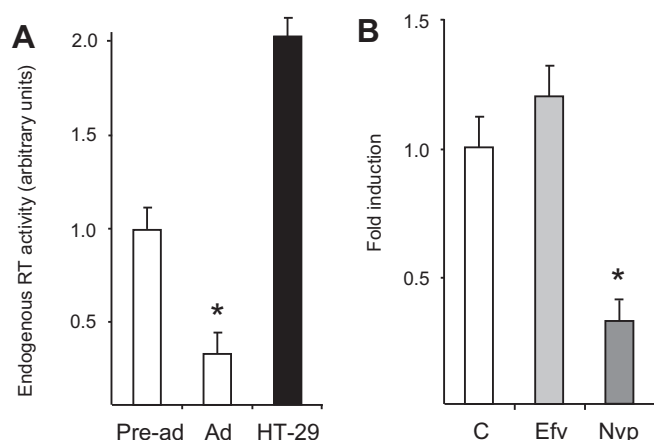 A
Endogenous RT activity (arbitrary units)
2.0
1.5
1.0
0.5
*
Pre-ad Ad HT-29
B
Fold induction
1.5
1.0
0.5
*
C Efv Nvp